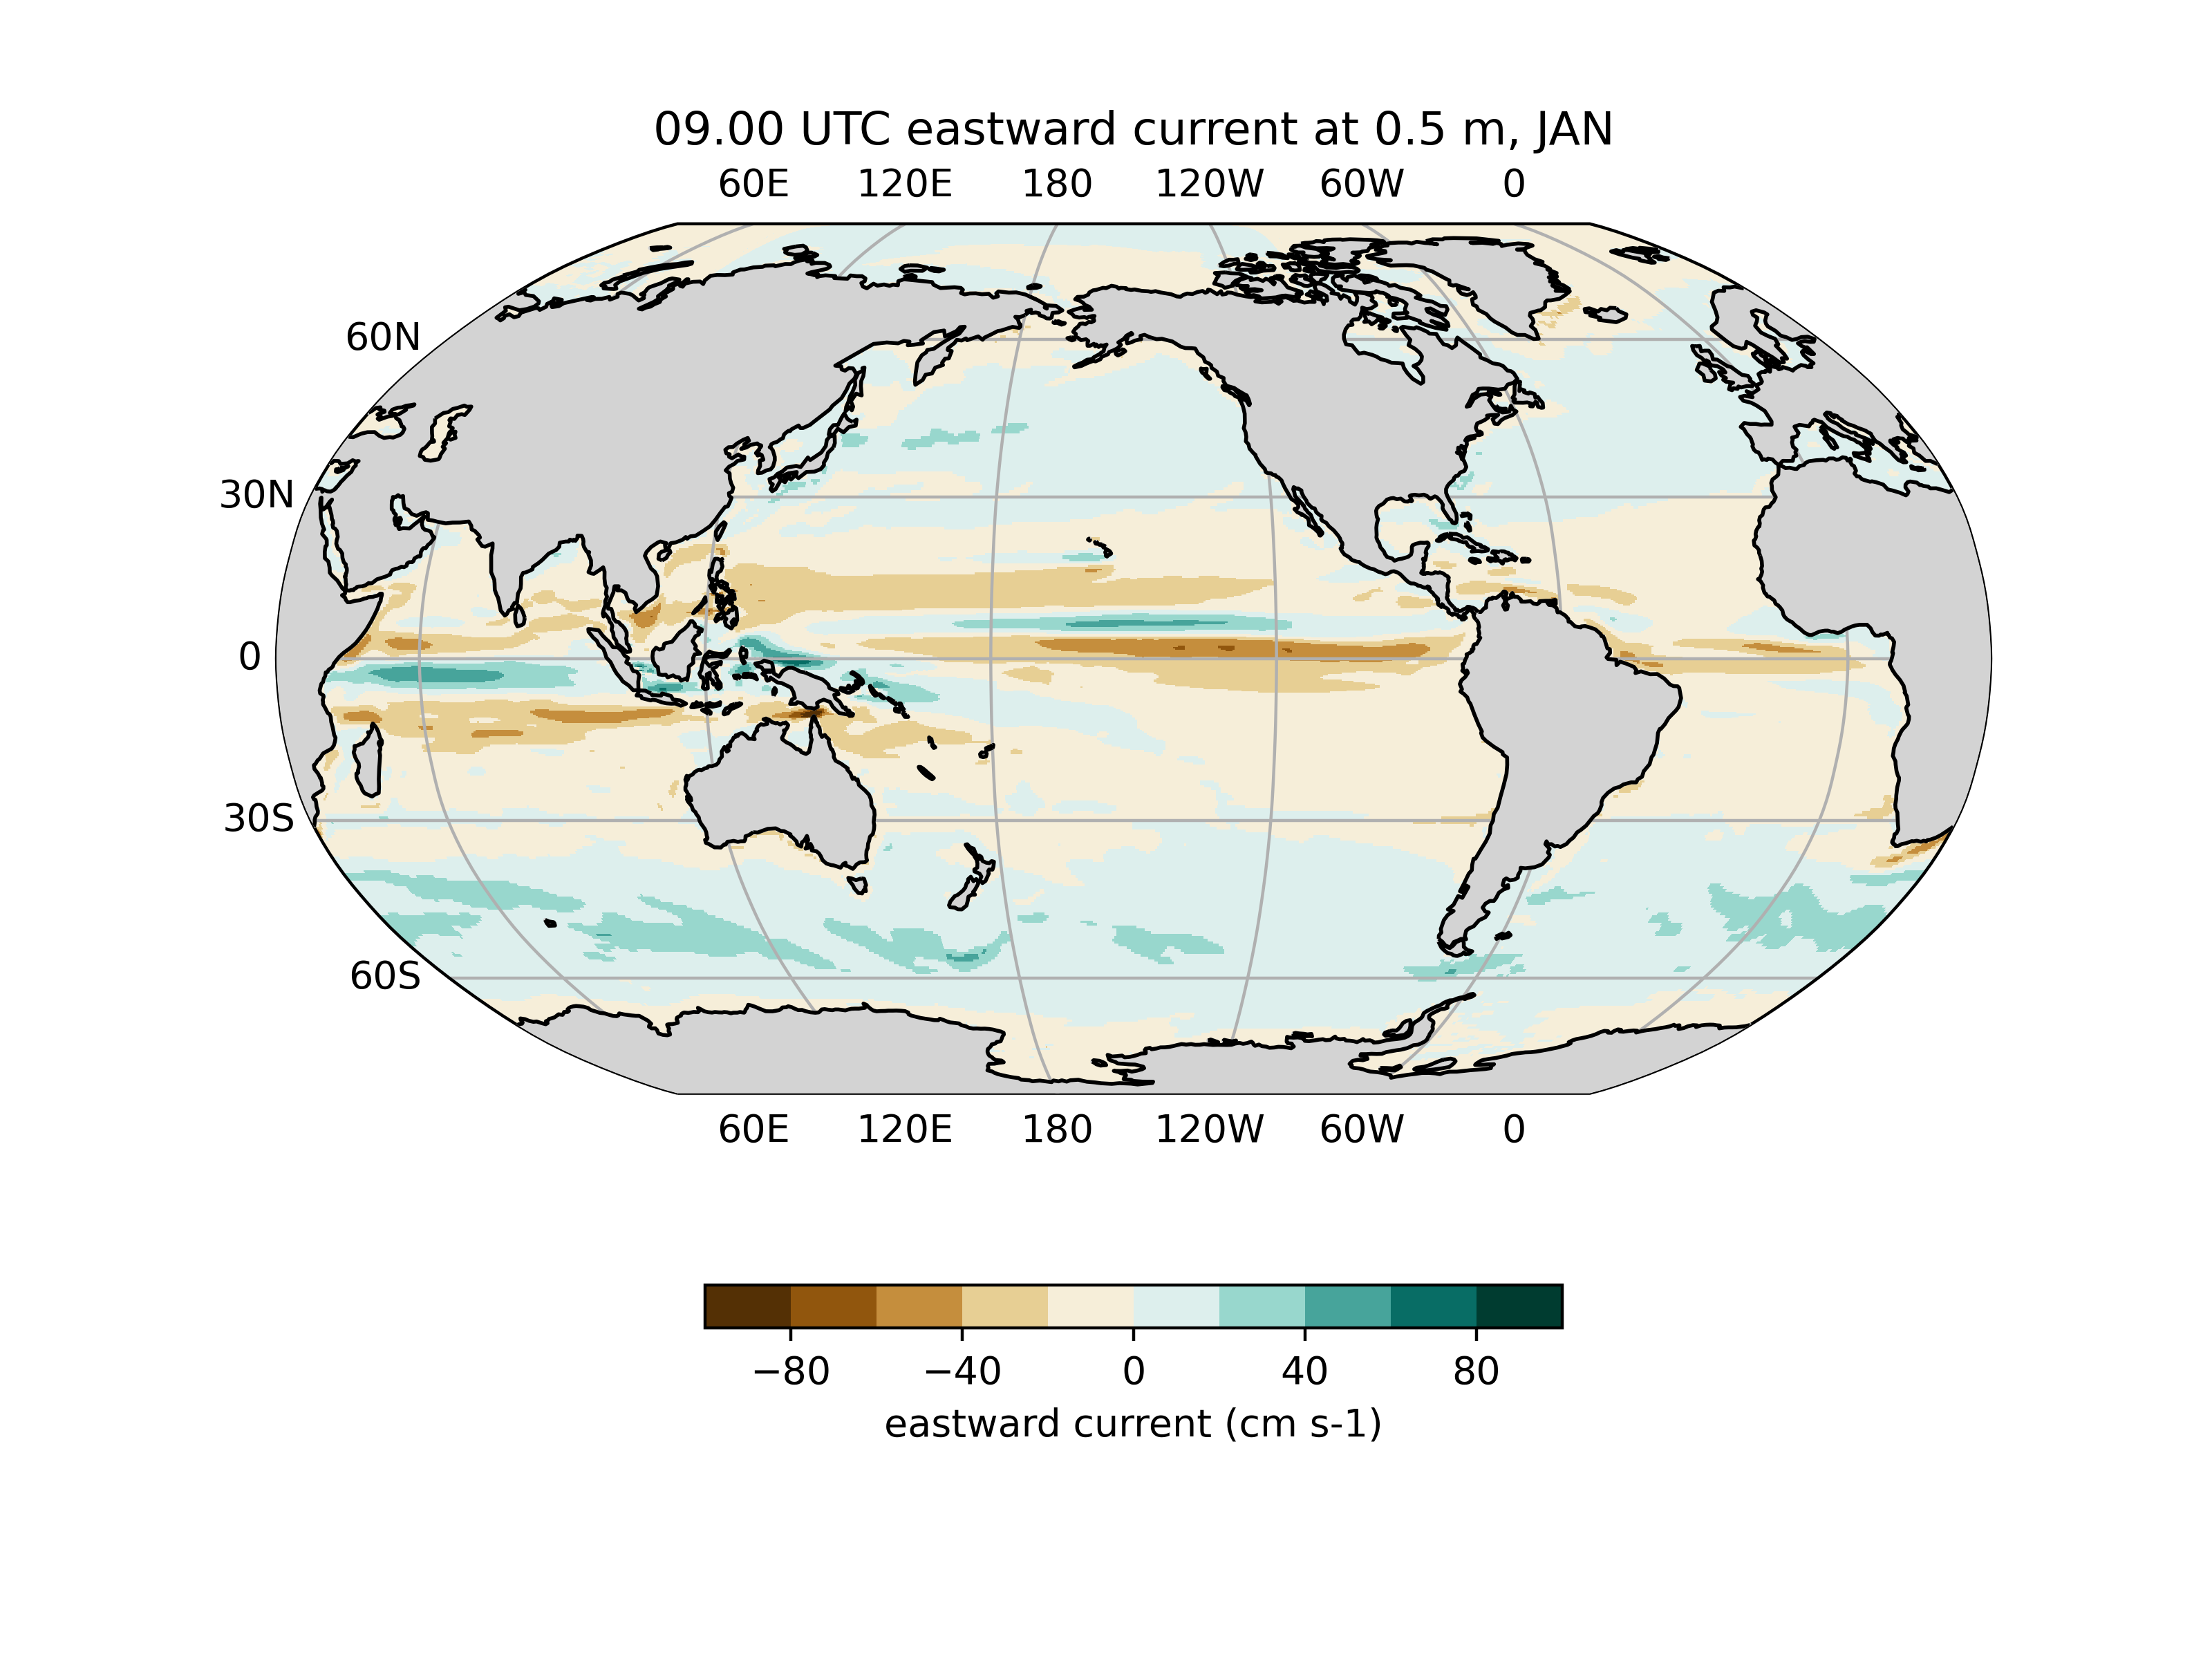 09.00 UTC eastward current at 0.5 m, JAN
60E 120E 180 120W 60W 0
60N
30N
0
30S
60S
60E 120E 180 120W 60W 0
−80 −40 0 40 80
eastward current (cm s-1)